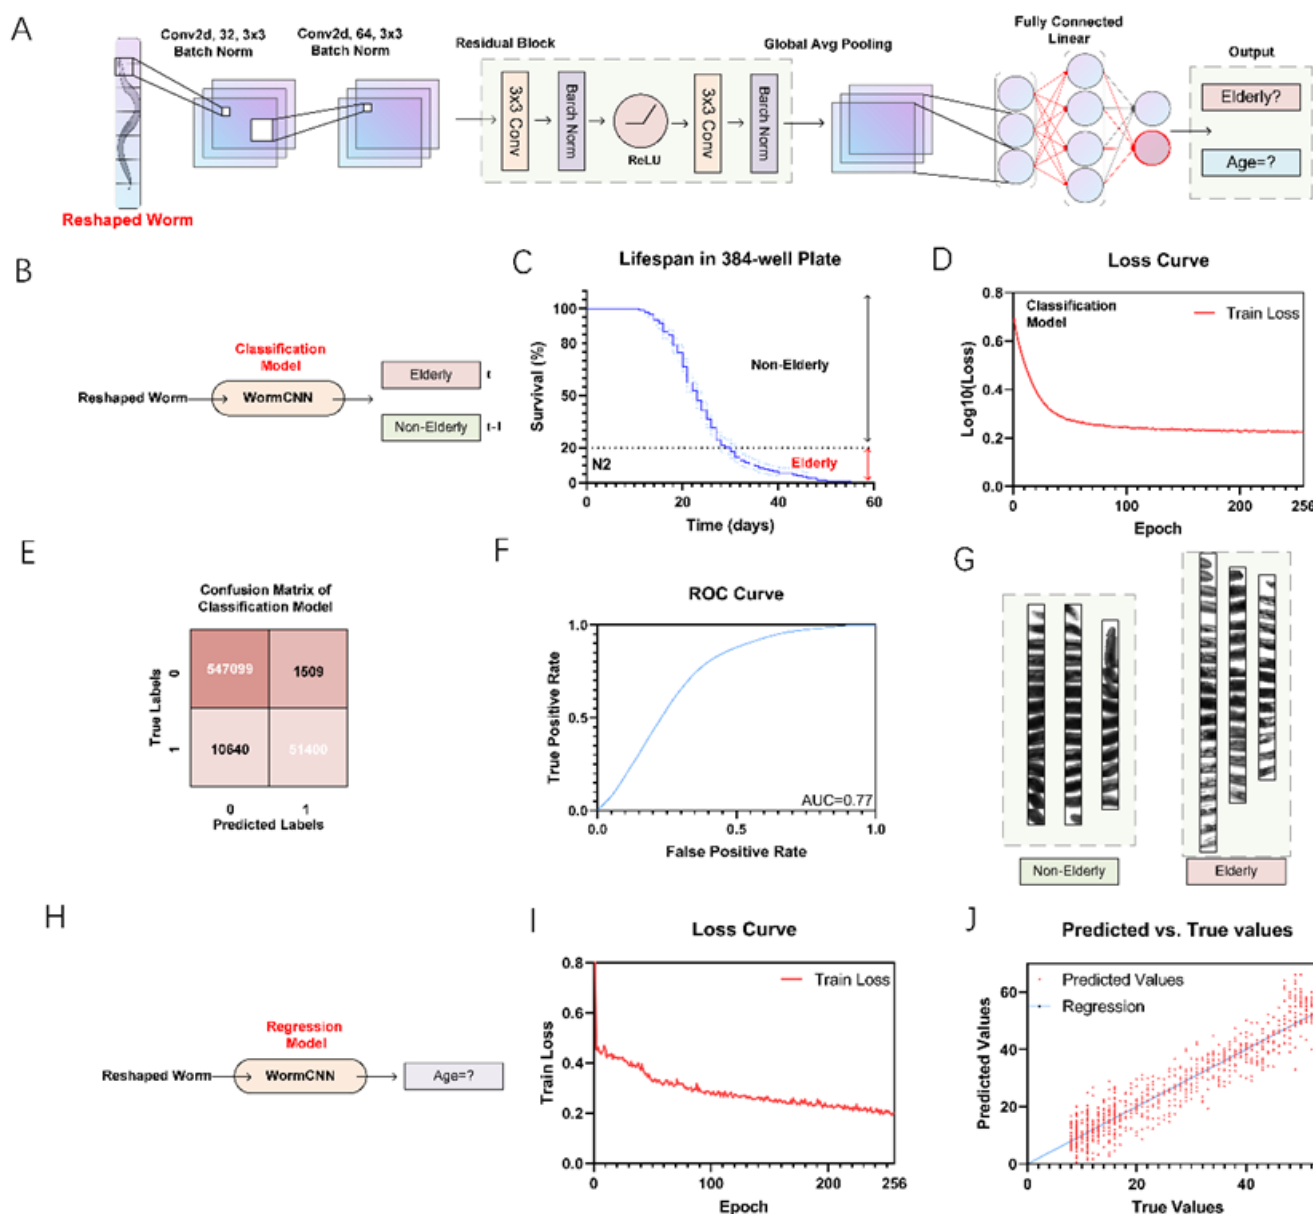 A
Conv2d, 32, 3x3
Batch Norm
Conv2d, 64, 3x3
Batch Norm
Residual Block
3x3 Conv
Barch Norm
ReLU
3x3 Conv
Barch Norm
Global Avg Pooling
Fully Connected
Linear
Output
Elderly?
Age=?
Reshaped Worm
B
Classification
Model
Reshaped Worm
WormCNN
Elderly
t
Non-Elderly
t-1
C
Lifespan in 384-well Plate
Survival (%)
100
80
50
20
0
Non-Elderly
N2
Elderly
0
20
40
60
Time (days)
D
Loss Curve
Log10(Loss)
0.8
0.6
0.4
0.2
0.0
Classification
Model
Train Loss
0
100
200
256
Epoch
E
Confusion Matrix of
Classification Model
True Labels
0
1
547099
1509
10640
51400
0
1
Predicted Labels
F
ROC Curve
True Positive Rate
1.0
0.5
0.0
AUC=0.77
0.0
0.5
1.0
False Positive Rate
G
Non-Elderly
Elderly
H
Regression
Model
Reshaped Worm
WormCNN
Age=?
I
Loss Curve
Train Loss
0.8
0.6
0.4
0.2
0.0
Train Loss
0
100
200
256
Epoch
J
Predicted vs. True values
Predicted Values
60
40
20
0
Predicted Values
Regression
0
20
40
True Values